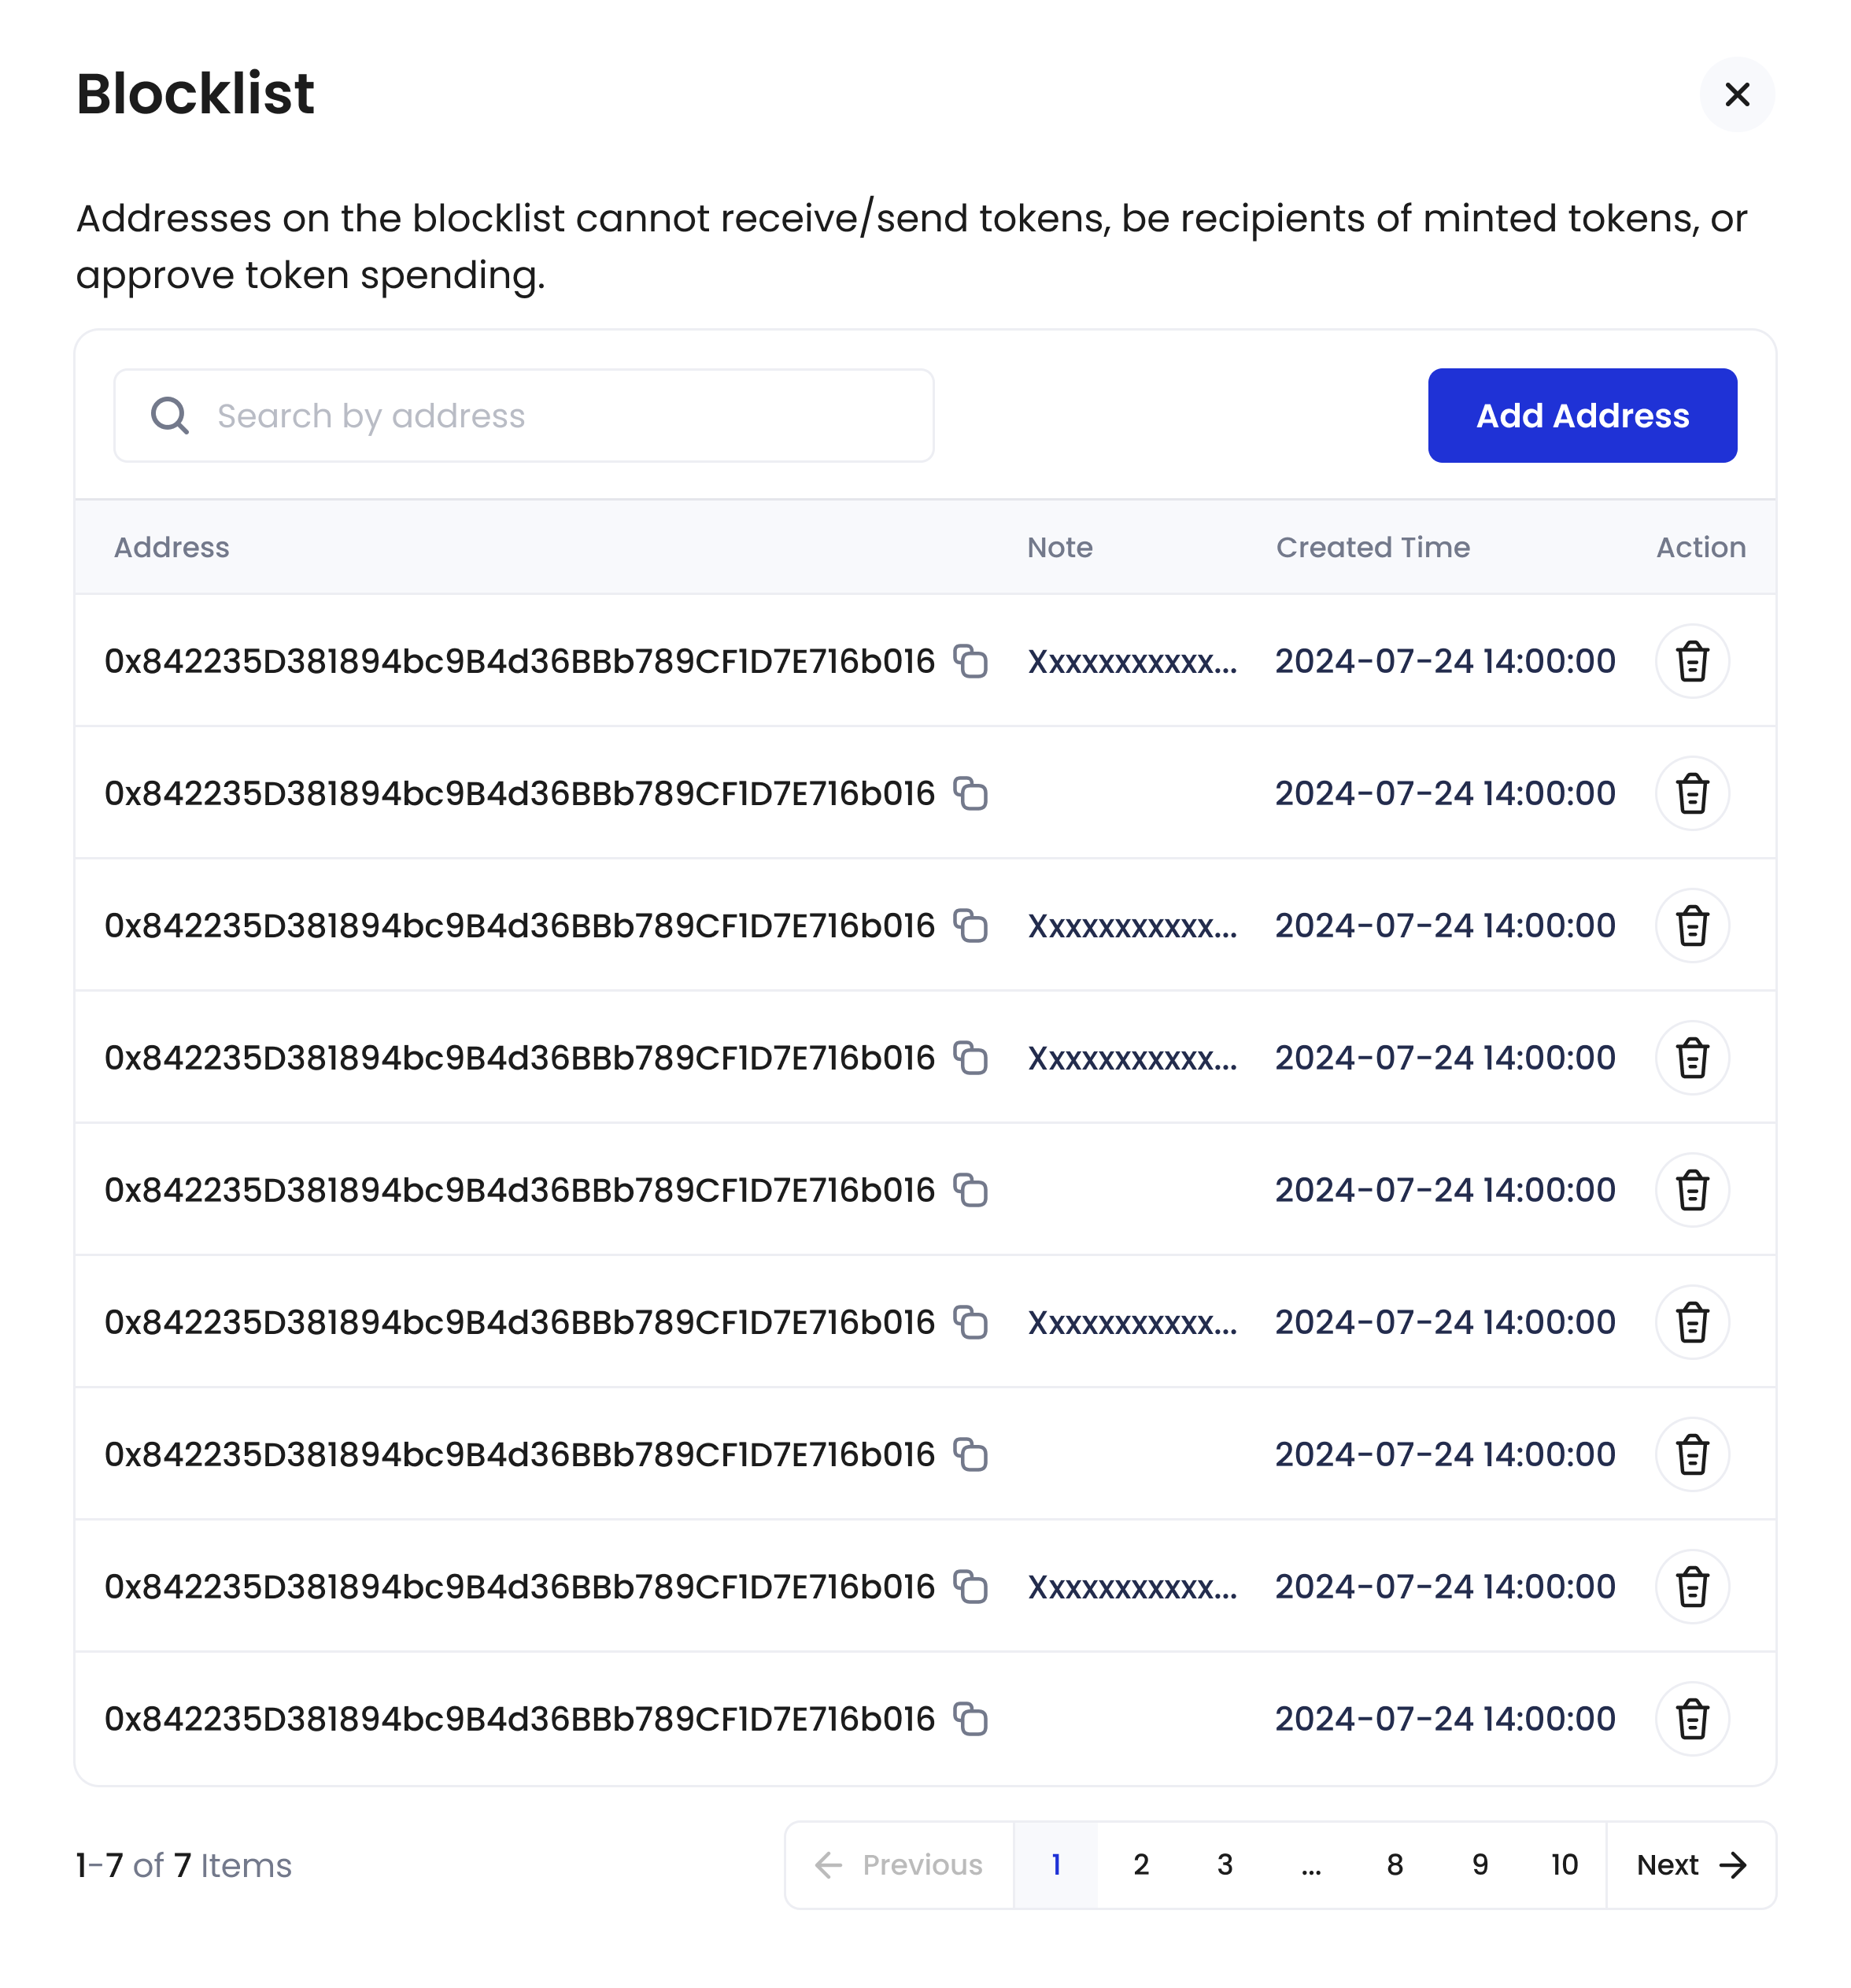 Blocklist
Addresses on the blocklist cannot receive/send tokens, be recipients of minted tokens, or
approve token spending.
Search by address
Add Address
Address Note Created Time Action
0x842235D381894bc9B4d36BBb789CF1D7E716b016 Xxxxxxxxxxx... 2024-07-24 14:00:00
0x842235D381894bc9B4d36BBb789CF1D7E716b016 2024-07-24 14:00:00
0x842235D381894bc9B4d36BBb789CF1D7E716b016 Xxxxxxxxxxx... 2024-07-24 14:00:00
0x842235D381894bc9B4d36BBb789CF1D7E716b016 Xxxxxxxxxxx... 2024-07-24 14:00:00
0x842235D381894bc9B4d36BBb789CF1D7E716b016 2024-07-24 14:00:00
0x842235D381894bc9B4d36BBb789CF1D7E716b016 Xxxxxxxxxxx... 2024-07-24 14:00:00
0x842235D381894bc9B4d36BBb789CF1D7E716b016 2024-07-24 14:00:00
0x842235D381894bc9B4d36BBb789CF1D7E716b016 Xxxxxxxxxxx... 2024-07-24 14:00:00
0x842235D381894bc9B4d36BBb789CF1D7E716b016 2024-07-24 14:00:00
1-7 of 7 Items
Previous 1 2 3 ... 8 9 10 Next